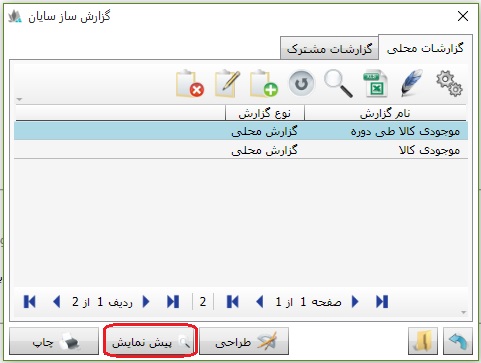 گزارش ساز سایان
گزارشات محلی گزارشات مشترک
نام گزارش نوع گزارش
موجودی کالا طی دوره گزارش محلی
موجودی کالا گزارش محلی
صفحه 1 از 1 2 ردیف 1 از 2
طراحی پیش نمایش چاپ